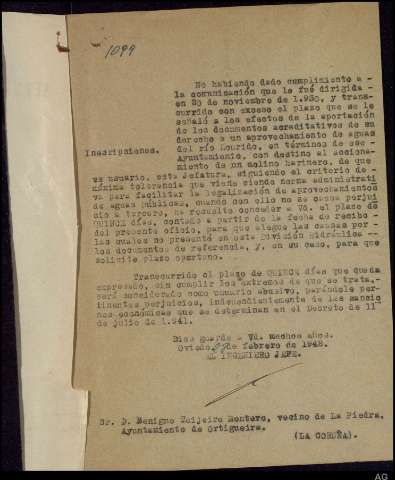 1099
No habiendo dado cumplimiento a -
la comunicación que le fué dirigida -
en 25 de noviembre de 1.930, y trans-
currido con exceso el plazo que se le
señaló a los efectos de la aportación
de los documentos acreditativos de su
derecho a un aprovechamiento de aguas
del río Mourido, en término de ese -
Ayuntamiento, con destino al acciona-
Inscripciones.
miento de un molino harinero, de que
es usuario, esta Jefatura, siguiendo el criterio de -
máxima tolerancia que viene siendo norma administrati
va para facilitar la legalización de aprovechamientos
de aguas públicas, cuando con ello no se causa perjui
cio a tercero, ha resuelto conceder a Vd. el plazo de
QUINCE días, contado a partir de la fecha de recibo -
del presente oficio, para que alegue las causas por -
las cuales no presentó en esta División Hidráulica --
los documentos de referencia, y, en su caso, para que
solicite plazo oportuno.
Transcurrido el plazo de QUINCE días que queda
expresado, sin cumplir los extremos de que se trata,
será considerado como usuario abusivo, parándole per-
tinentes perjuicios, independientemente de las sancio
nes económicas que se determinan en el Decreto de 11
de julio de 1.941.
Dios guarde a Vd. muchos años.
Oviedo, de febrero de 1948.
EL INGENIERO JEFE.
Sr. D. Benigno Teijeiro Montero, vecino de La Piedra.
Ayuntamiento de Ortigueira.
(LA CORUÑA).
AG